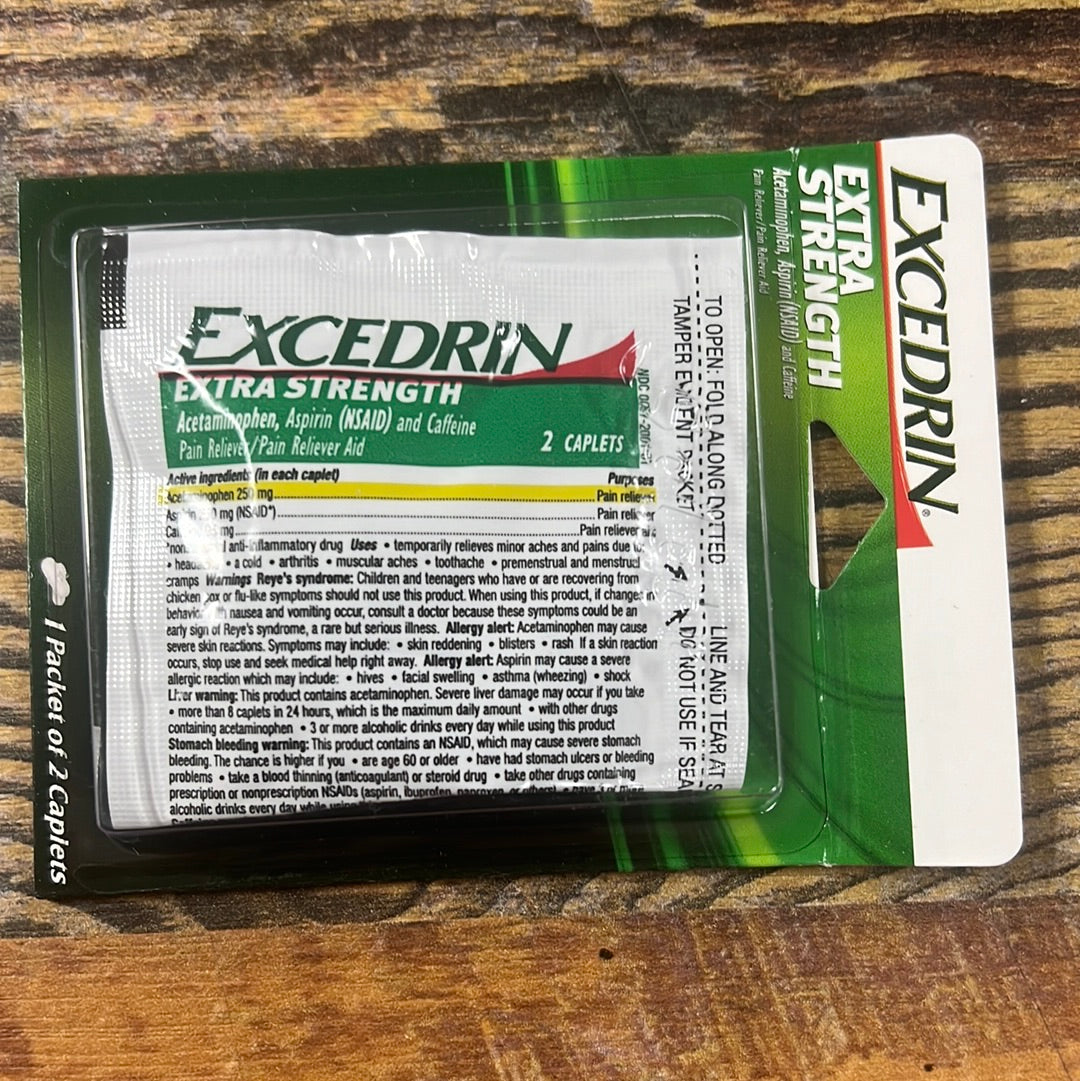 EXCEDRIN®
EXTRA
STRENGTH
Acetaminophen, Aspirin (NSAID) and Caffeine
Pain Reliever/Pain Reliever Aid
EXCEDRIN
EXTRA STRENGTH
Acetaminophen, Aspirin (NSAID) and Caffeine
Pain Reliever/Pain Reliever Aid
2 CAPLETS
Active ingredients (in each caplet) Purposes
Acetaminophen 250 mg Pain reliever
mg (NSAID*) Pain reliever
mg Pain reliever
anti-inflammatory drug Uses • temporarily relieves minor aches and pains due to:
• a cold • arthritis • muscular aches • toothache • premenstrual and menstrual
cramps Warnings Reye's syndrome: Children and teenagers who have or are recovering from
chicken pox or flu-like symptoms should not use this product. When using this product, if changes in
behavior nausea and vomiting occur, consult a doctor because these symptoms could be an
early sign of Reye's syndrome, a rare but serious illness. Allergy alert: Acetaminophen may cause
severe skin reactions. Symptoms may include: • skin reddening • blisters • rash If a skin reaction
occurs, stop use and seek medical help right away. Allergy alert: Aspirin may cause a severe
allergic reaction which may include: • hives • facial swelling • asthma (wheezing) • shock
Liver warning: This product contains acetaminophen. Severe liver damage may occur if you take
• more than 8 caplets in 24 hours, which is the maximum daily amount • with other drugs
containing acetaminophen • 3 or more alcoholic drinks every day while using this product
Stomach bleeding warning: This product contains an NSAID, which may cause severe stomach
bleeding. The chance is higher if you • are age 60 or older • have had stomach ulcers or bleeding
problems • take a blood thinning (anticoagulant) or steroid drug • take other drugs containing
prescription or nonprescription NSAIDs (aspirin, ibuprofen, naproxen, or others)
alcoholic drinks every day while using
TO OPEN: FOLD ALONG DOTTED LINE AND TEAR AT
TAMPER EVIDENT PACKET DO NOT USE IF
1 Packet of 2 Caplets